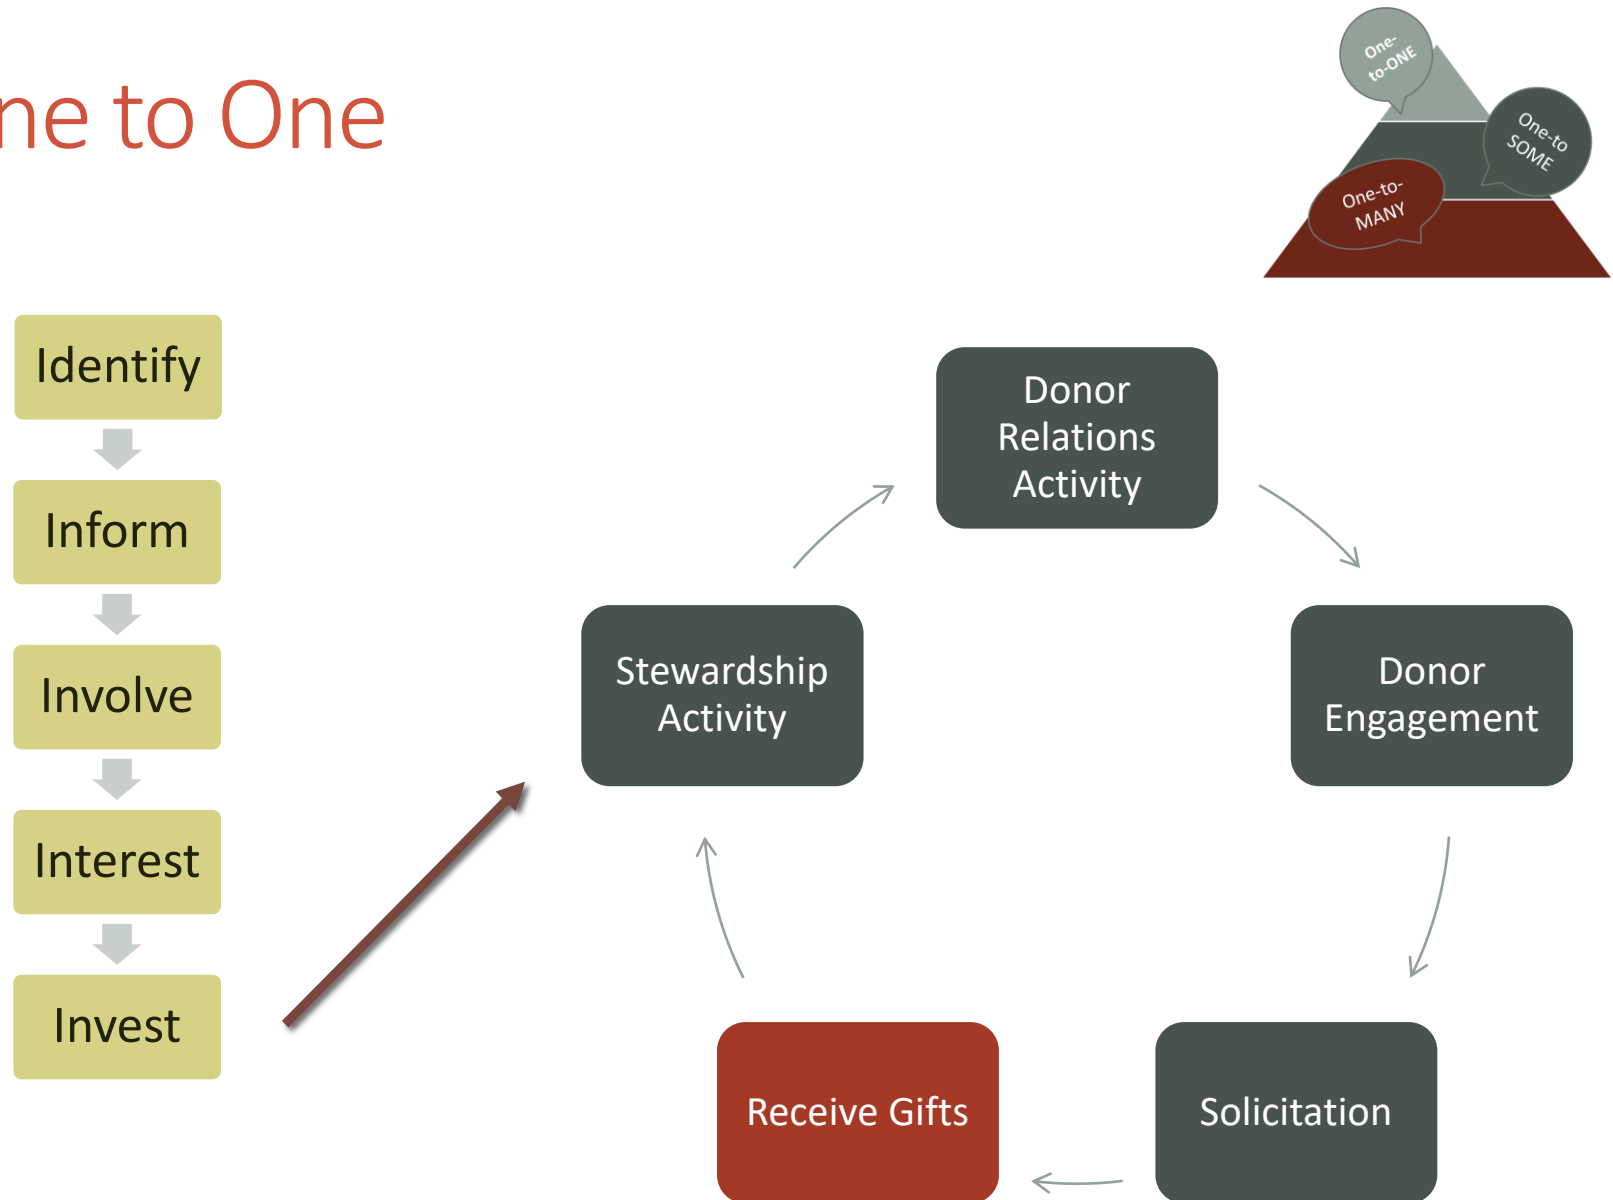 ne to One
One-
to-ONE
One-to
SOME
One-to-
MANY
Identify
Inform
Involve
Interest
Invest
Donor
Relations
Activity
Stewardship
Activity
Donor
Engagement
Receive Gifts
Solicitation